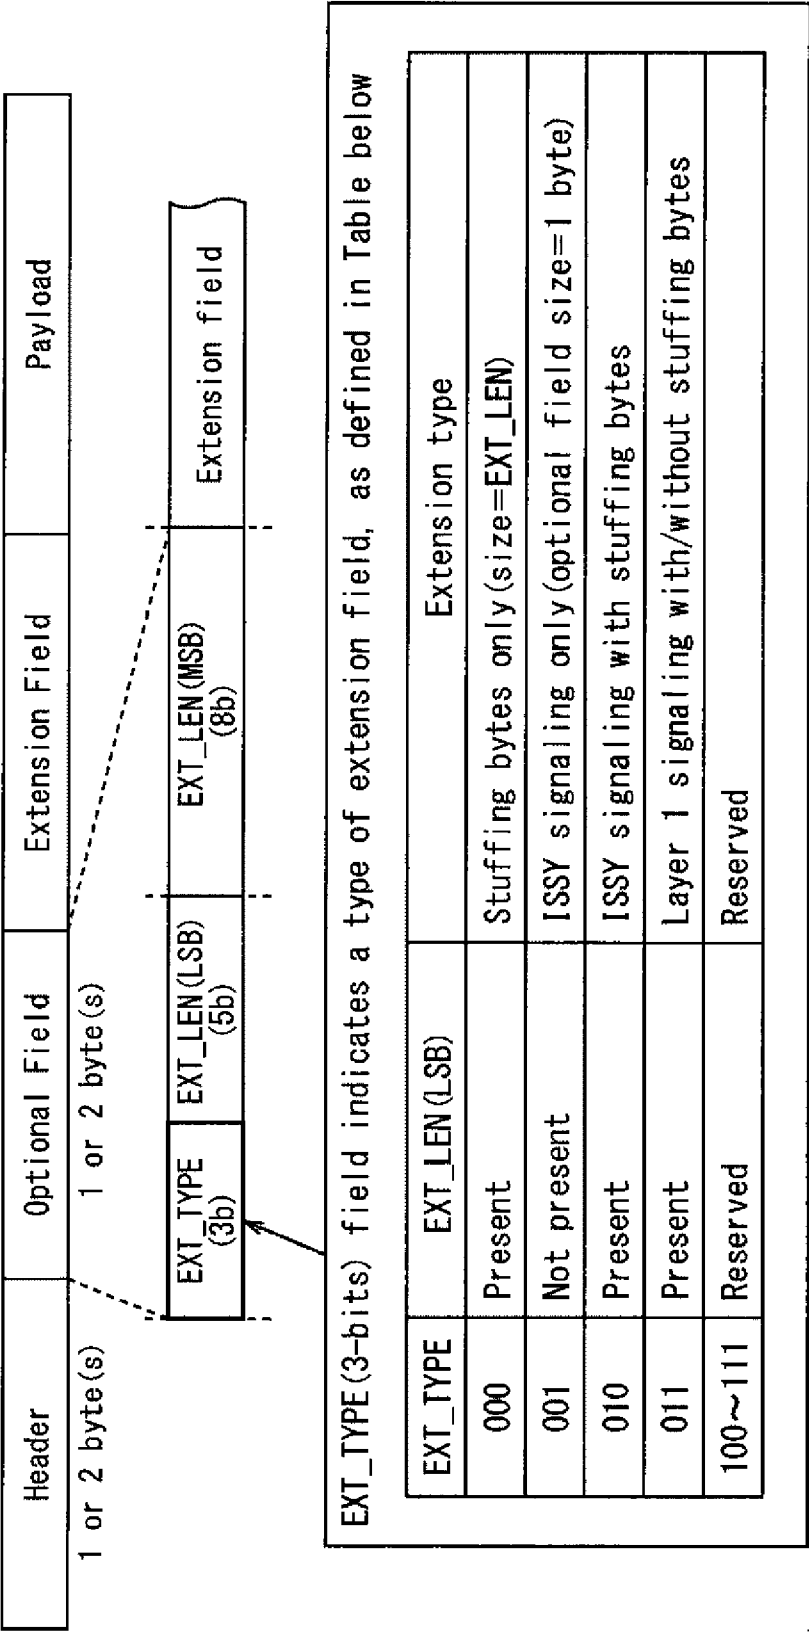 Header
Optional Field
Extension Field
Payload
1 or 2 byte(s)
1 or 2 byte(s)
EXT_TYPE
(3b)
EXT_LEN(LSB)
(5b)
EXT_LEN(MSB)
(8b)
Extension field
EXT_TYPE(3-bits) field indicates a type of extension field, as defined in Table below
EXT_TYPE EXT_LEN(LSB) Extension type
000 Present Stuffing bytes only(size=EXT_LEN)
001 Not present ISSY signaling only(optional field size=1 byte)
010 Present ISSY signaling with stuffing bytes
011 Present Layer 1 signaling with/without stuffing bytes
100~111 Reserved Reserved